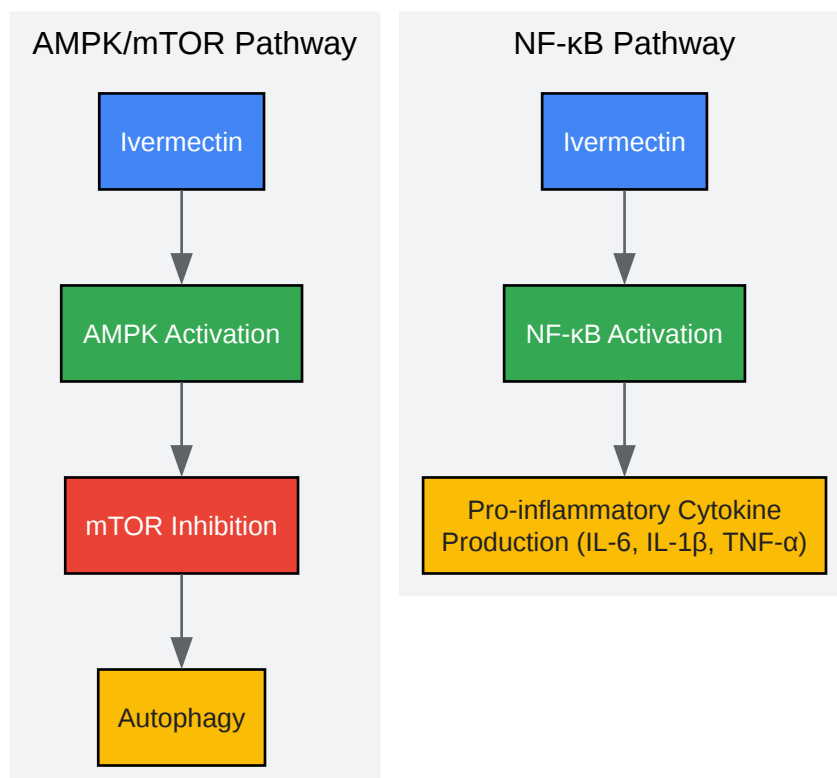 AMPK/mTOR Pathway
Ivermectin
AMPK Activation
mTOR Inhibition
Autophagy
NF-κB Pathway
Ivermectin
NF-κB Activation
Pro-inflammatory Cytokine
Production (IL-6, IL-1β, TNF-α)